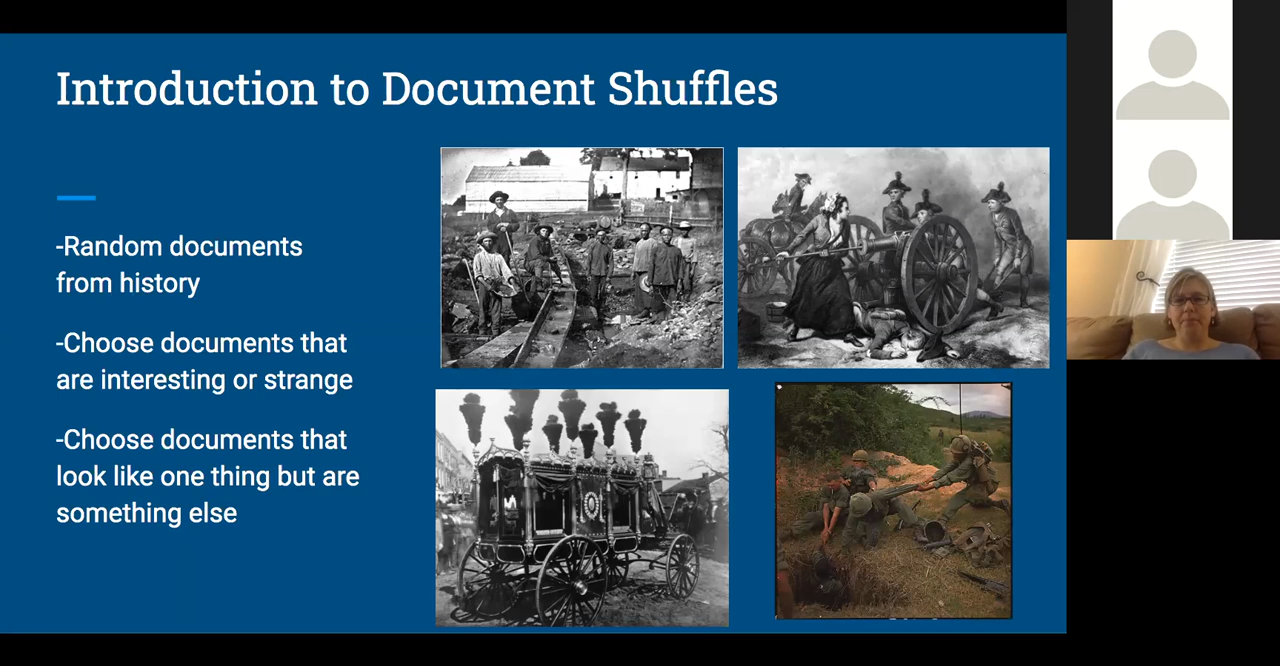 Introduction to Document Shuffles
-Random documents
from history
-Choose documents that
are interesting or strange
-Choose documents that
look like one thing but are
something else